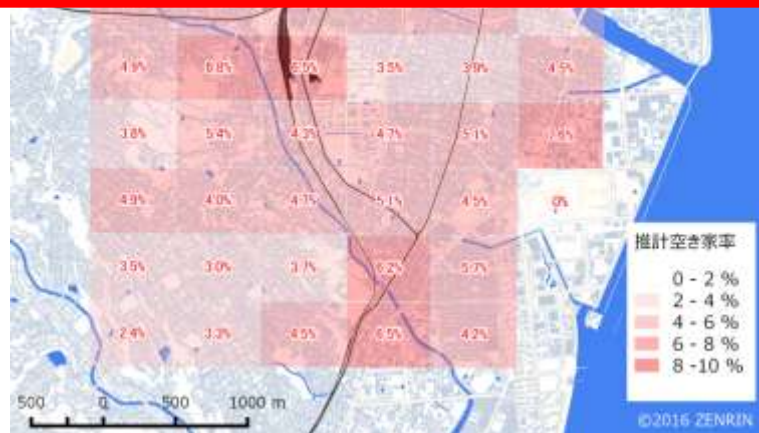 4.9% 6.8% 6.5% 3.5% 3.9% 4.5%
3.8% 5.4% 4.3% 4.7% 5.1%
4.9% 4.0% 4.7% 5.1% 4.5% 0%
推計空き家率
3.5% 3.0% 3.7% 6.2% 5.7%
0 - 2 %
2 - 4 %
4 - 6 %
2.4% 3.3% 4.5% 6.5% 4.2%
6 - 8 %
8 -10 %
500 0 500 1000 m
©2016 ZENRIN